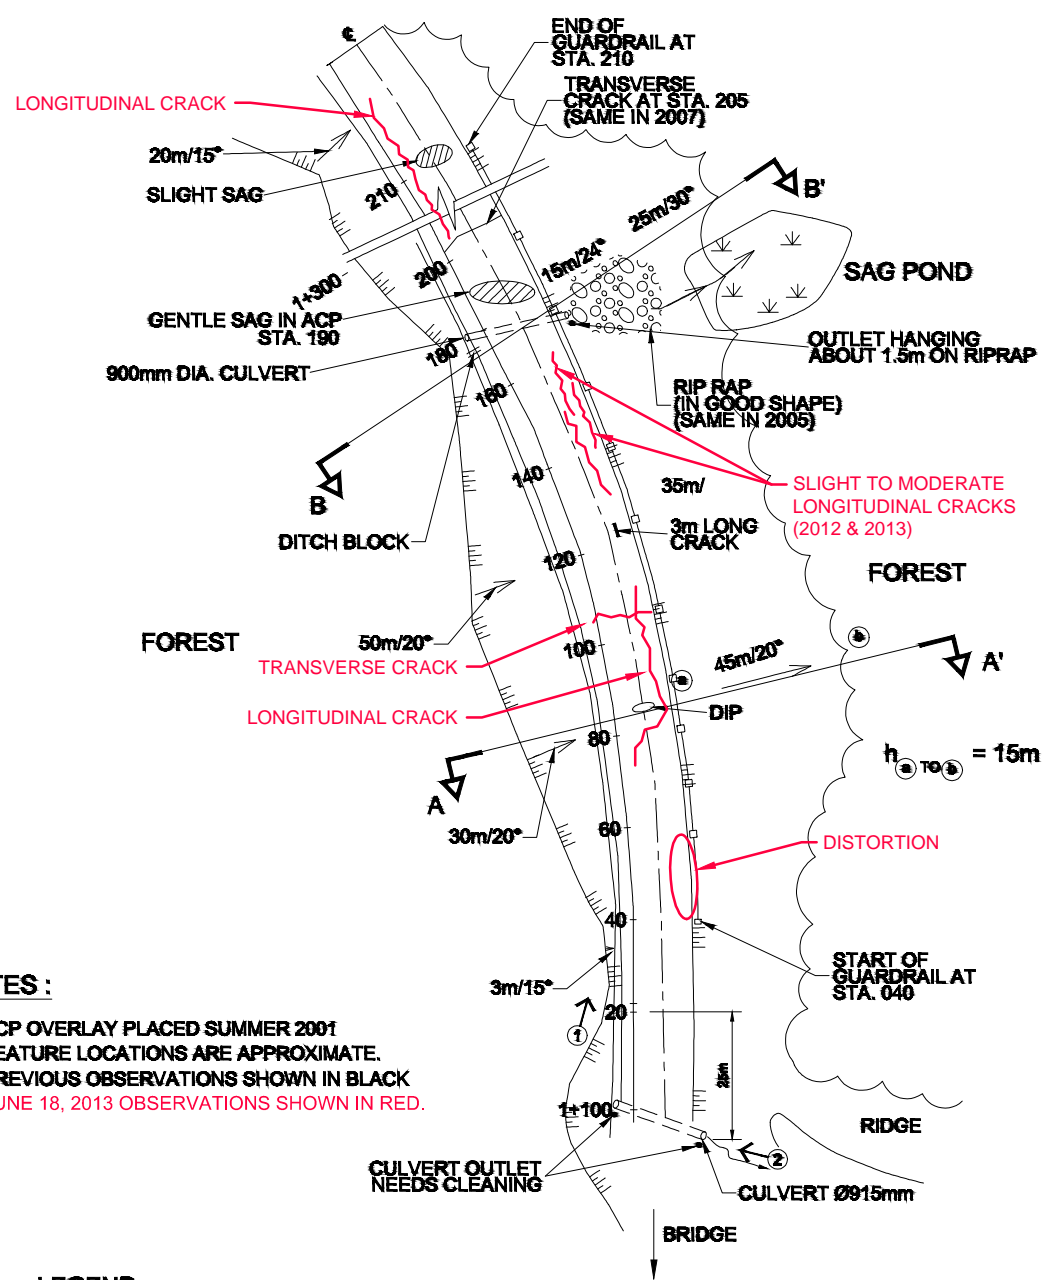 ℄
END OF
GUARDRAIL AT
STA. 210
TRANSVERSE
CRACK AT STA. 205
(SAME IN 2007)
LONGITUDINAL CRACK
20m/15°
SLIGHT SAG
210
B'
25m/30°
15m/24°
200
SAG POND
1+300
GENTLE SAG IN ACP
STA. 190
OUTLET HANGING
ABOUT 1.5m ON RIPRAP
180
900mm DIA. CULVERT
160
RIP RAP
(IN GOOD SHAPE)
(SAME IN 2005)
140
35m/
SLIGHT TO MODERATE
LONGITUDINAL CRACKS
(2012 & 2013)
B
DITCH BLOCK
3m LONG
CRACK
120
FOREST
FOREST
50m/20°
100
45m/20°
b
A'
TRANSVERSE CRACK
a
LONGITUDINAL CRACK
DIP
80
h a TO b = 15m
A
30m/20°
60
DISTORTION
40
START OF
GUARDRAIL AT
STA. 040
3m/15°
20
1
TES :
CP OVERLAY PLACED SUMMER 2001
EATURE LOCATIONS ARE APPROXIMATE.
REVIOUS OBSERVATIONS SHOWN IN BLACK
UNE 18, 2013 OBSERVATIONS SHOWN IN RED.
25m
1+100
RIDGE
2
CULVERT OUTLET
NEEDS CLEANING
CULVERT Ø915mm
BRIDGE
LEGEND